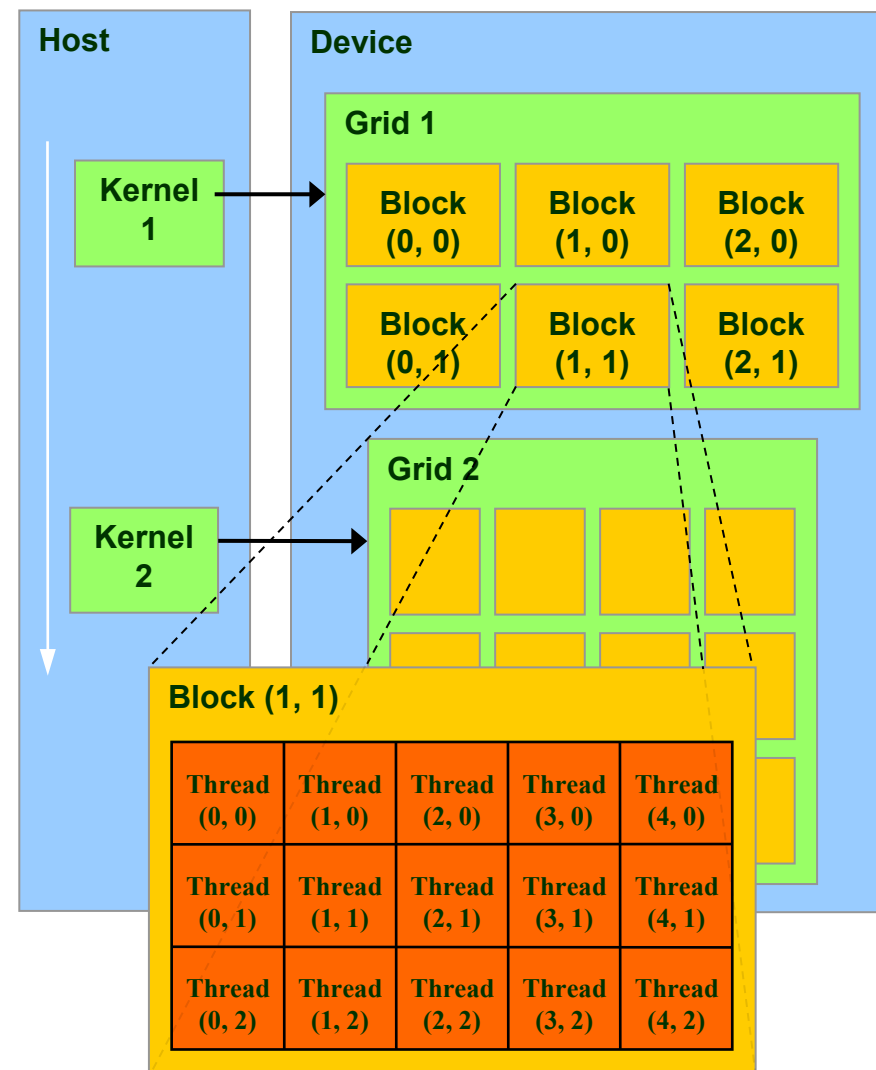 Host
Device
Grid 1
Kernel
1
Block
(0, 0)
Block
(1, 0)
Block
(2, 0)
Block
(0, 1)
Block
(1, 1)
Block
(2, 1)
Grid 2
Kernel
2
Block (1, 1)
Thread
(0, 0)
Thread
(1, 0)
Thread
(2, 0)
Thread
(3, 0)
Thread
(4, 0)
Thread
(0, 1)
Thread
(1, 1)
Thread
(2, 1)
Thread
(3, 1)
Thread
(4, 1)
Thread
(0, 2)
Thread
(1, 2)
Thread
(2, 2)
Thread
(3, 2)
Thread
(4, 2)